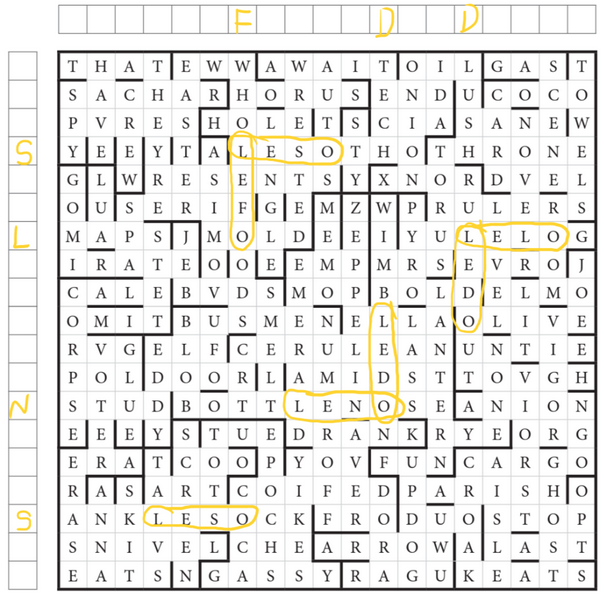 F D D
T H A T E W W A W A I T O I L G A S T
S A C H A R H O R U S E N D U C O C O
P V R E S H O L E T S C I A S A N E W
S Y E E Y T A L E S O T H O T H R O N E
G L W R E S E N T S Y X N O R D V E L
O U S E R I F G E M Z W P R U L E R S
L M A P S J M O L D E E I Y U L E L O G
I R A T E O O E E M P M R S E V R O J
C A L E B V D S M O P B O L D E L M O
O M I T B U S M E N E L L A O L I V E
R V G E L F C E R U L E A N U N T I E
P O L D O O R L A M I D S T T O V G H
N S T U D B O T T L E N O S E A N I O N
E E E Y S T U E D R A N K R Y E O R G
E R A T C O O P Y O V F U N C A R G O
R A S A R T C O I F E D P A R I S H O
S A N K L E S O C K F R O D U O S T O P
S N I V E L C H E A R R O W A L A S T
E A T S N G A S S Y R A G U K E A T S